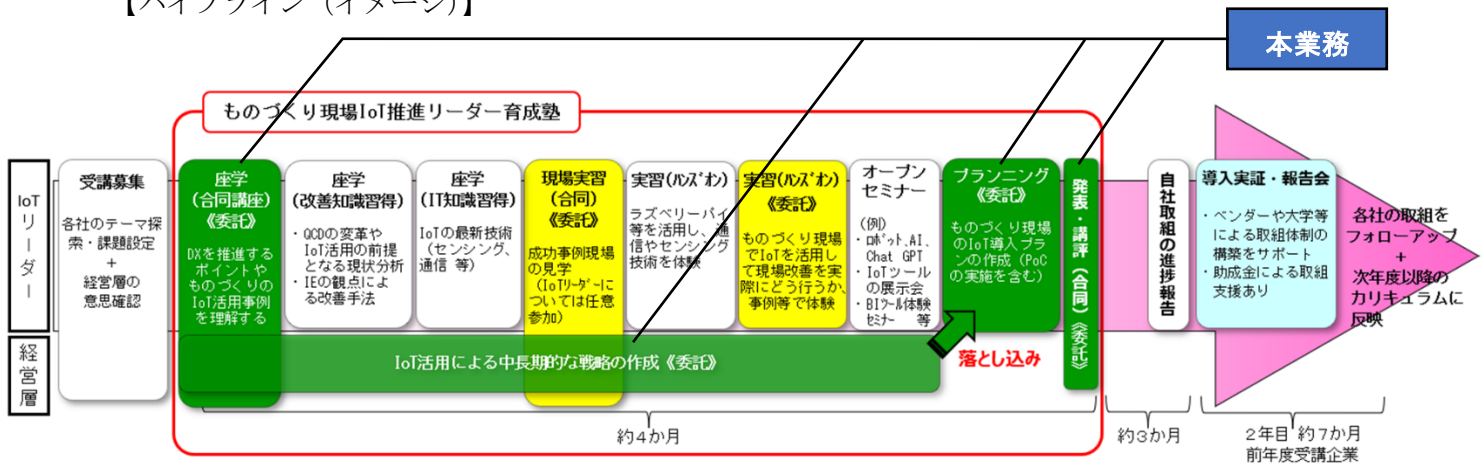 【パイプライン（イメージ）】
本業務
ものづくり現場IoT推進リーダー育成塾
IoTリーダー
経営層
受講募集
各社のテーマ探
索・課題設定
+
経営層の
意思確認
座学
(合同講座)
《委託》
DXを推進する
ポイントや
ものづくりの
IoT活用事例
を理解する
座学
(改善知識習得)
・QCDの変革や
IoT活用の前提
となる現状分析
・IEの観点によ
る改善手法
座学
(IT知識習得)
IoTの最新技術
(センシング、
通信 等)
現場実習
(合同)
《委託》
成功事例現場
の見学
(IoTリーダーに
ついては任意
参加)
実習(ハンズオン)
ラズベリーパイ
等を活用し、通
信やセンシング
技術を体験
実習(ハンズオン)
《委託》
ものづくり現場
でIoTを活用し
て現場改善を実
際にどう行うか、
事例等で体験
オープン
セミナー
(例)
・ロボット、AI、
Chat GPT
・IoTツール
の展示会
・BIツール体験
セミナー 等
プランニング
《委託》
ものづくり現場
のIoT導入プラ
ンの作成（PoC
の実施を含む）
発表・講評（合同）《委託》
自社取組の進捗報告
導入実証・報告会
・ベンダーや大学等
による取組体制の
構築をサポート
・助成金による取組
支援あり
各社の取組を
フォローアップ
+
次年度以降の
カリキュラムに
反映
IoT活用による中長期的な戦略の作成《委託》
落とし込み
約4か月
約3か月
2年目 約7か月
前年度受講企業